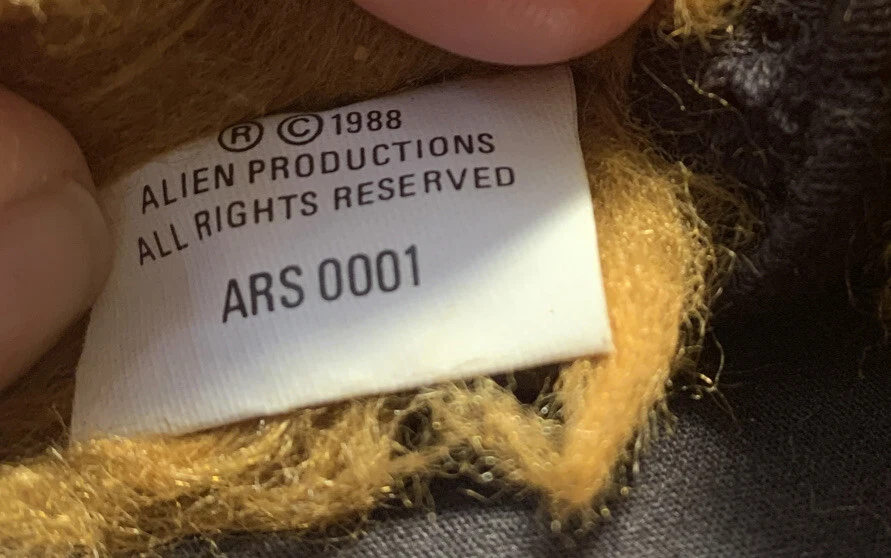 ® © 1988
ALIEN PRODUCTIONS
ALL RIGHTS RESERVED
ARS 0001